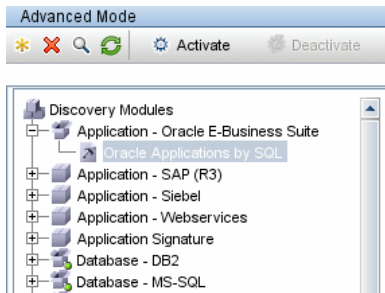 Advanced Mode
Activate Deactivate
Discovery Modules
Application - Oracle E-Business Suite
Oracle Applications by SQL
Application - SAP (R3)
Application - Siebel
Application - Webservices
Application Signature
Database - DB2
Database - MS-SQL